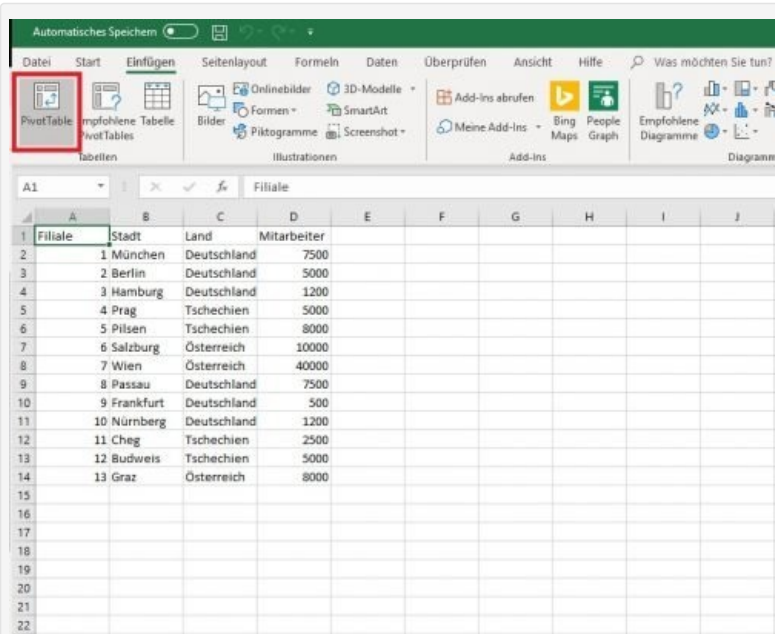 Automatisches Speichern
Datei Start Einfügen Seitenlayout Formeln Daten Überprüfen Ansicht Hilfe Was möchten Sie tun?
PivotTable
Empfohlene PivotTables
Tabelle
Bilder
Onlinebilder
Formen
Piktogramme
3D-Modelle
SmartArt
Screenshot
Add-Ins abrufen
Meine Add-Ins
Bing Maps
People Graph
Empfohlene Diagramme
Tabellen Illustrationen Add-Ins Diagramm
A1 fx Filiale
A B C D E F G H I J
1 Filiale Stadt Land Mitarbeiter
2 1 München Deutschland 7500
3 2 Berlin Deutschland 5000
4 3 Hamburg Deutschland 1200
5 4 Prag Tschechien 5000
6 5 Pilsen Tschechien 8000
7 6 Salzburg Österreich 10000
8 7 Wien Österreich 40000
9 8 Passau Deutschland 7500
10 9 Frankfurt Deutschland 500
11 10 Nürnberg Deutschland 1200
12 11 Cheg Tschechien 2500
13 12 Budweis Tschechien 5000
14 13 Graz Österreich 8000
15
16
17
18
19
20
21
22